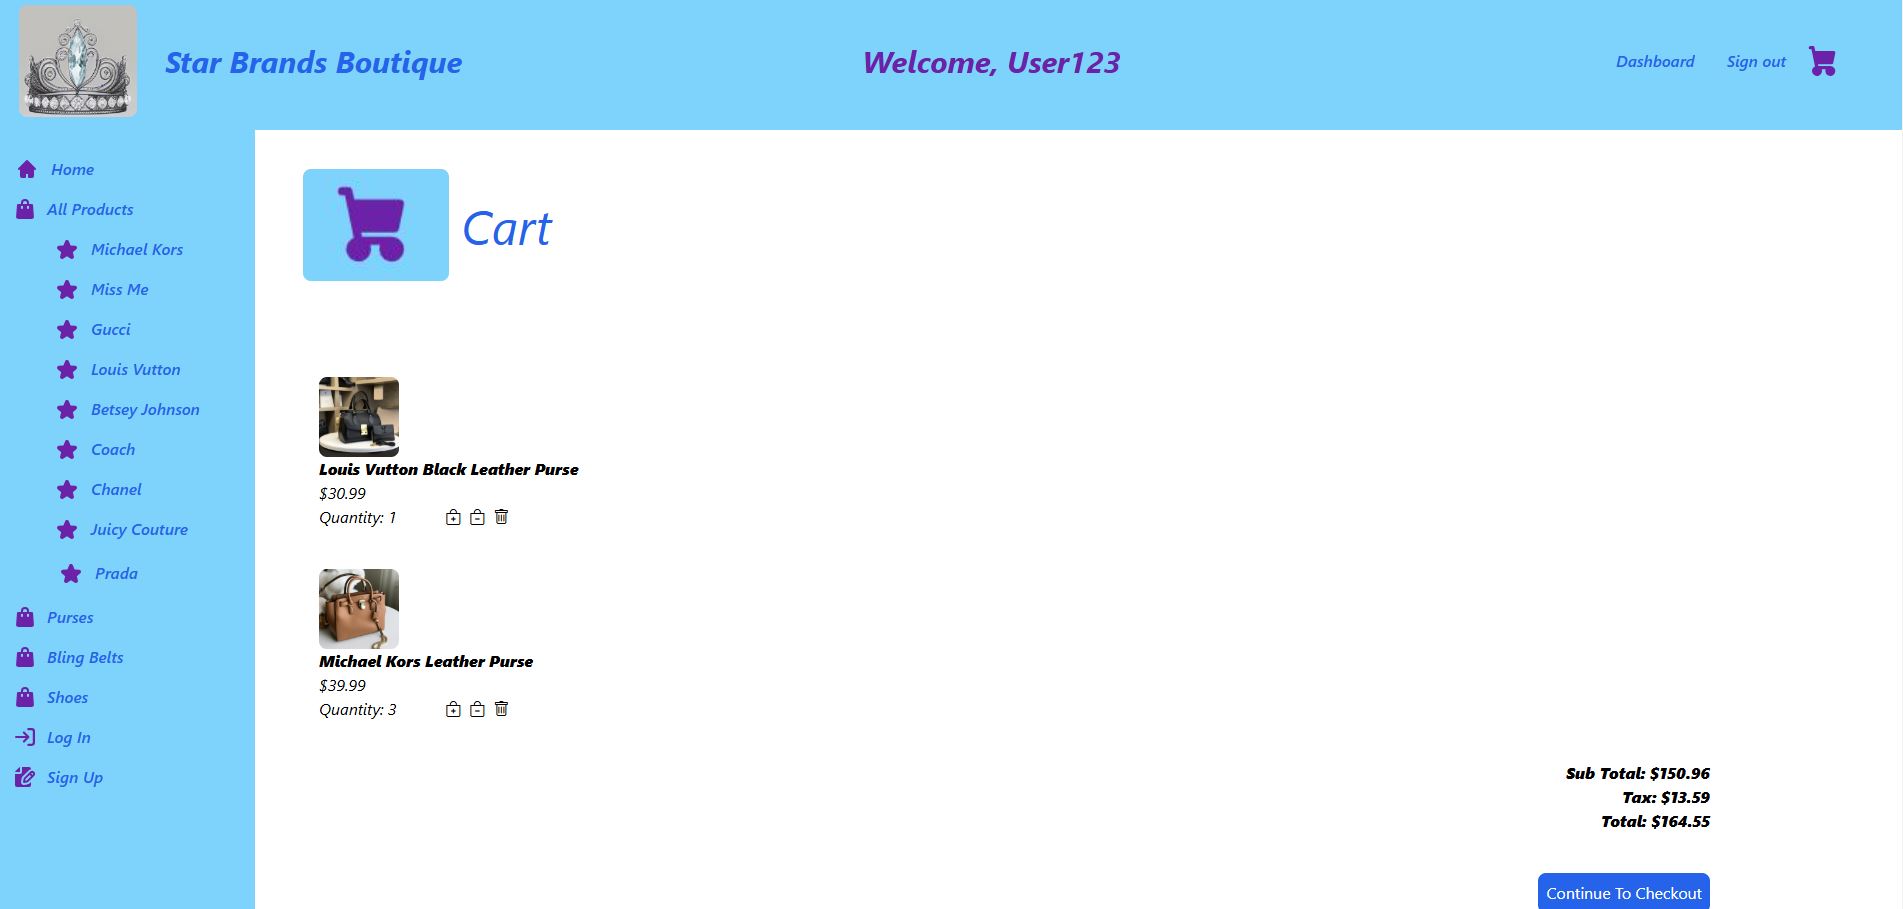 Star Brands Boutique
Welcome, User123
Dashboard
Sign out
Home
All Products
Michael Kors
Miss Me
Gucci
Louis Vutton
Betsey Johnson
Coach
Chanel
Juicy Couture
Prada
Purses
Bling Belts
Shoes
Log In
Sign Up
Cart
Louis Vutton Black Leather Purse
$30.99
Quantity: 1
Michael Kors Leather Purse
$39.99
Quantity: 3
Sub Total: $150.96
Tax: $13.59
Total: $164.55
Continue To Checkout